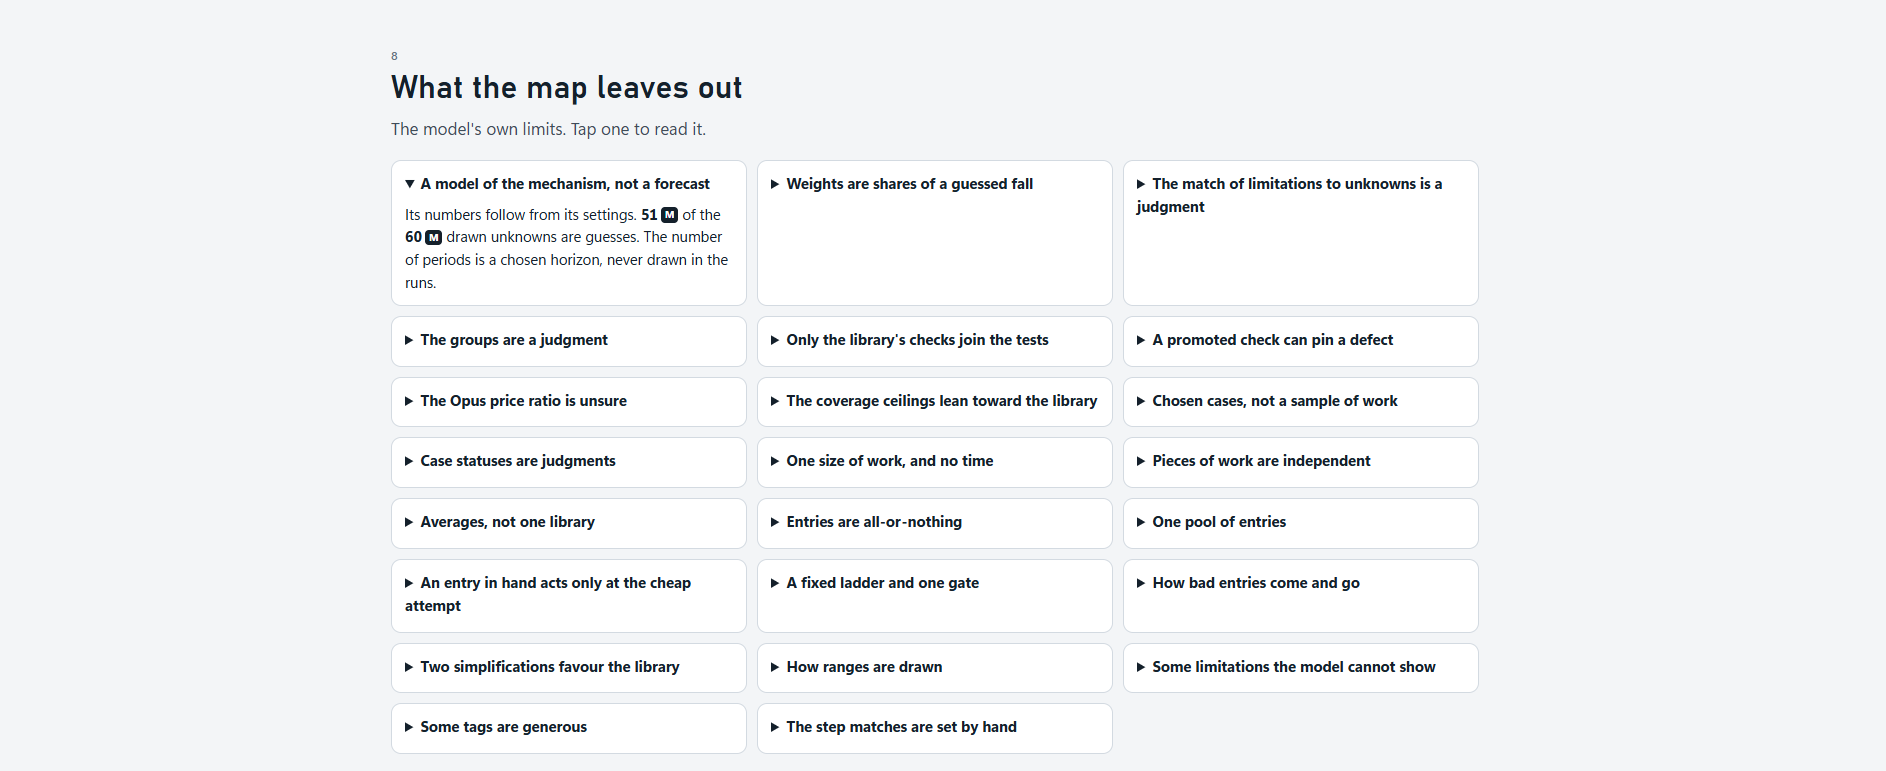 8
What the map leaves out
The model's own limits. Tap one to read it.
A model of the mechanism, not a forecast
Its numbers follow from its settings. 51 M of the
60 M drawn unknowns are guesses. The number
of periods is a chosen horizon, never drawn in the
runs.
Weights are shares of a guessed fall
The match of limitations to unknowns is a
judgment
The groups are a judgment
Only the library's checks join the tests
A promoted check can pin a defect
The Opus price ratio is unsure
The coverage ceilings lean toward the library
Chosen cases, not a sample of work
Case statuses are judgments
One size of work, and no time
Pieces of work are independent
Averages, not one library
Entries are all-or-nothing
One pool of entries
An entry in hand acts only at the cheap
attempt
A fixed ladder and one gate
How bad entries come and go
Two simplifications favour the library
How ranges are drawn
Some limitations the model cannot show
Some tags are generous
The step matches are set by hand